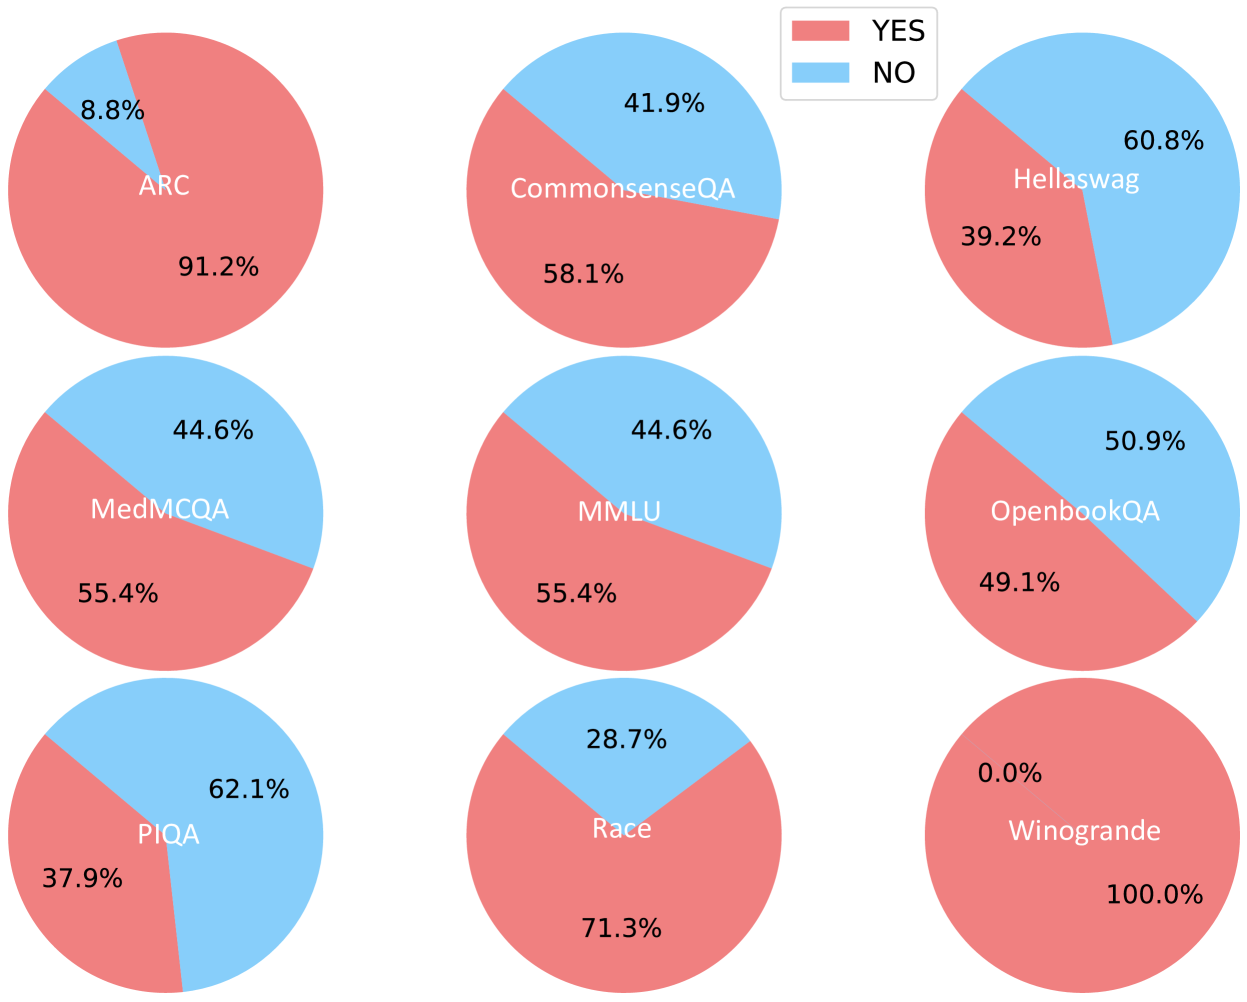 YES
NO
8.8%
ARC
91.2%
41.9%
CommonsenseQA
58.1%
60.8%
Hellaswag
39.2%
44.6%
MedMCQA
55.4%
44.6%
MMLU
55.4%
50.9%
OpenbookQA
49.1%
62.1%
PIQA
37.9%
28.7%
Race
71.3%
0.0%
Winogrande
100.0%